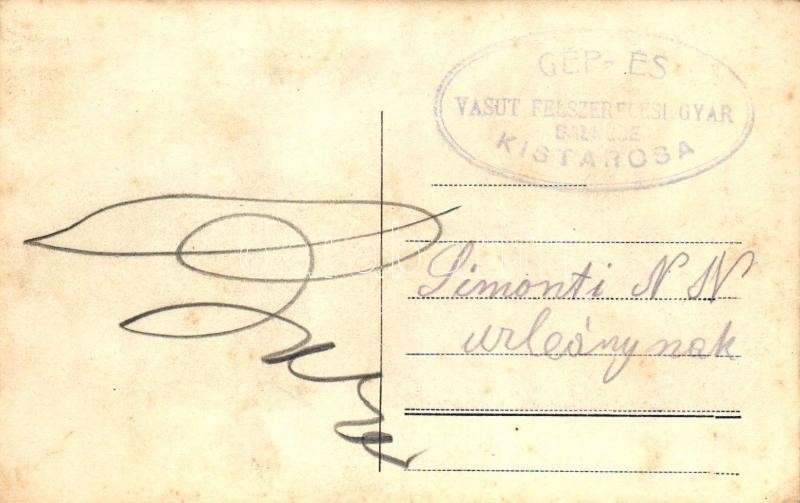 GÉP- ÉS
VASUT FELSZERELÉSI GYÁR
KISTARCSA
Simonti N N
urleánynak